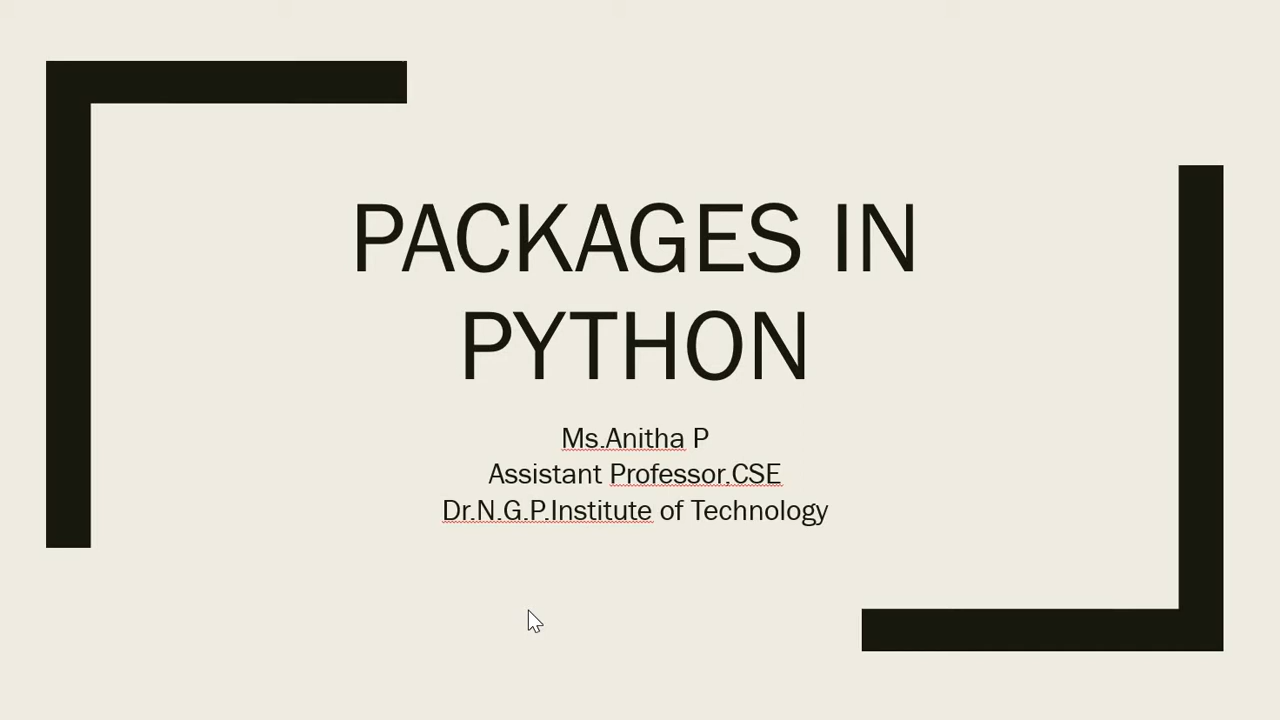 PACKAGES IN
PYTHON
Ms.Anitha P
Assistant Professor.CSE
Dr.N.G.P.Institute of Technology